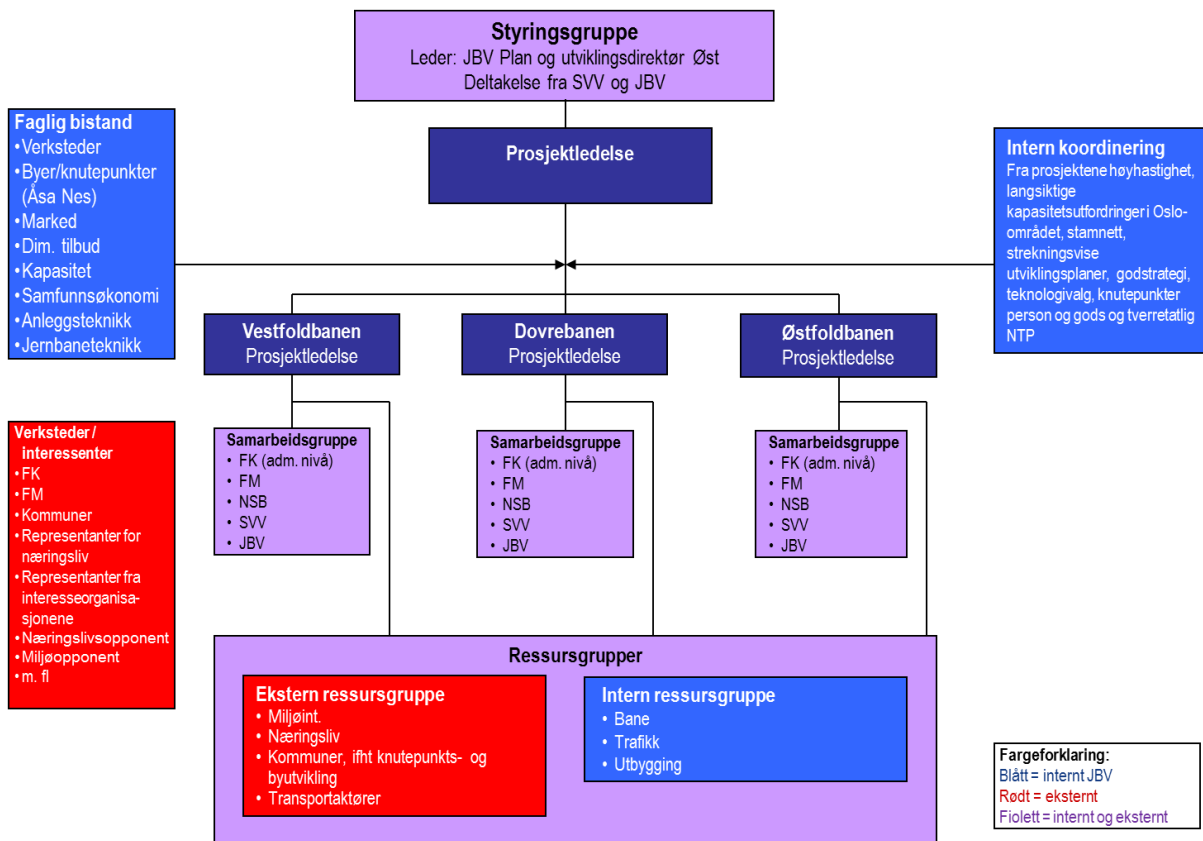 Styringsgruppe
Leder: JBV Plan og utviklingsdirektør Øst
Deltakelse fra SVV og JBV
Faglig bistand
•Verksteder
•Byer/knutepunkter
(Åsa Nes)
•Marked
•Dim. tilbud
•Kapasitet
•Samfunnsøkonomi
•Anleggsteknikk
•Jernbaneteknikk
Prosjektledelse
Intern koordinering
Fra prosjektene høyhastighet,
langsiktige
kapasitetsutfordringer i Oslo-
området, stamnett,
strekningsvise
utviklingsplaner, godstrategi,
teknologivalg, knutepunkter
person og gods og tverretatlig
NTP
Vestfoldbanen
Prosjektledelse
Dovrebanen
Prosjektledelse
Østfoldbanen
Prosjektledelse
Verksteder /
interessenter
•FK
•FM
•Kommuner
•Representanter for
næringsliv
•Representanter fra
interesseorganisa-
sjonene
•Næringslivsopponent
•Miljøopponent
•m. fl
Samarbeidsgruppe
• FK (adm. nivå)
• FM
• NSB
• SVV
• JBV
Samarbeidsgruppe
• FK (adm. nivå)
• FM
• NSB
• SVV
• JBV
Samarbeidsgruppe
• FK (adm. nivå)
• FM
• NSB
• SVV
• JBV
Ressursgrupper
Ekstern ressursgruppe
• Miljøint.
• Næringsliv
• Kommuner, ifht knutepunkts- og
byutvikling
• Transportaktører
Intern ressursgruppe
• Bane
• Trafikk
• Utbygging
Fargeforklaring:
Blått = internt JBV
Rødt = eksternt
Fiolett = internt og eksternt